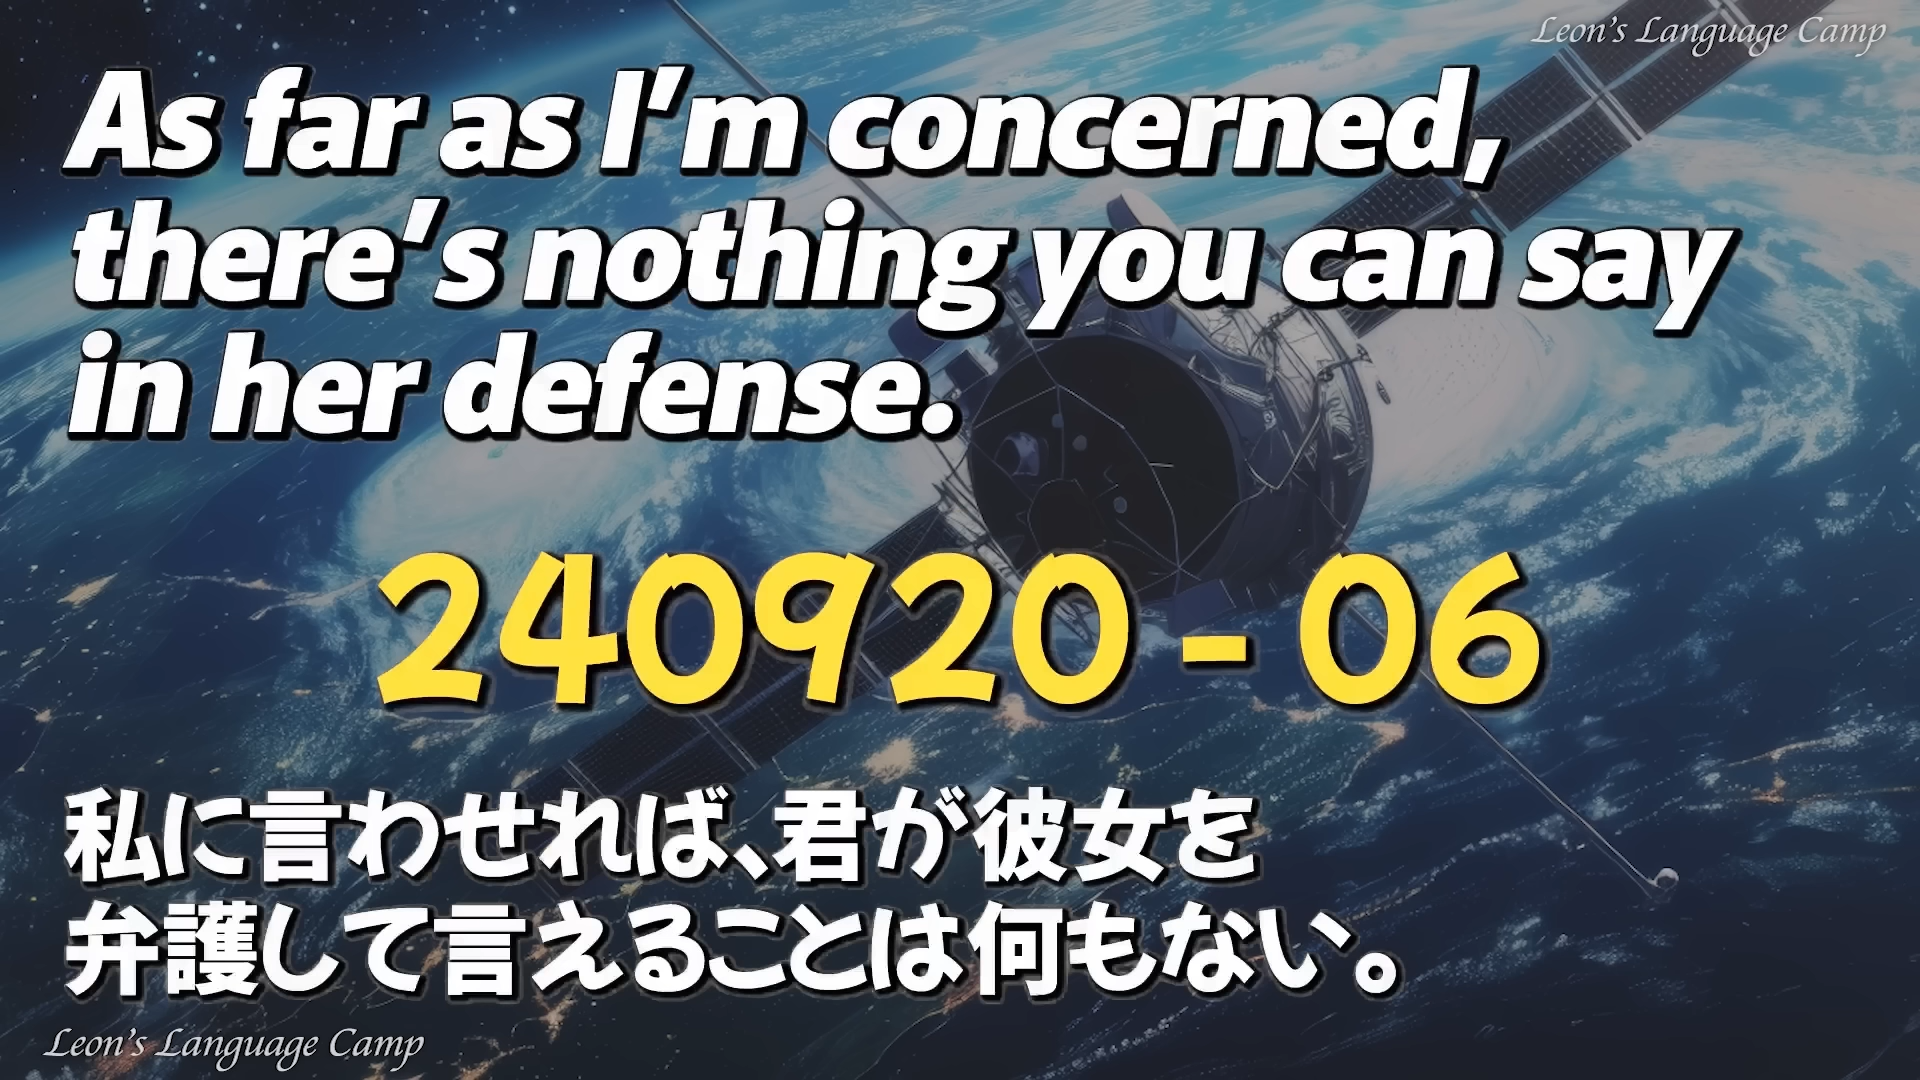 Leon's Language Camp
As far as I'm concerned,
there's nothing you can say
in her defense.
240920 - 06
私に言わせれば、君が彼女を
弁護して言えることは何もない。
Leon's Language Camp